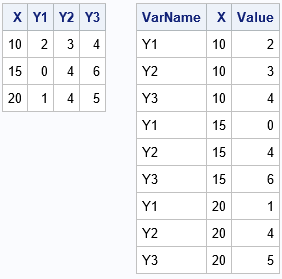 X Y1 Y2 Y3
10 2 3 4
15 0 4 6
20 1 4 5
VarName X Value
Y1 10 2
Y2 10 3
Y3 10 4
Y1 15 0
Y2 15 4
Y3 15 6
Y1 20 1
Y2 20 4
Y3 20 5